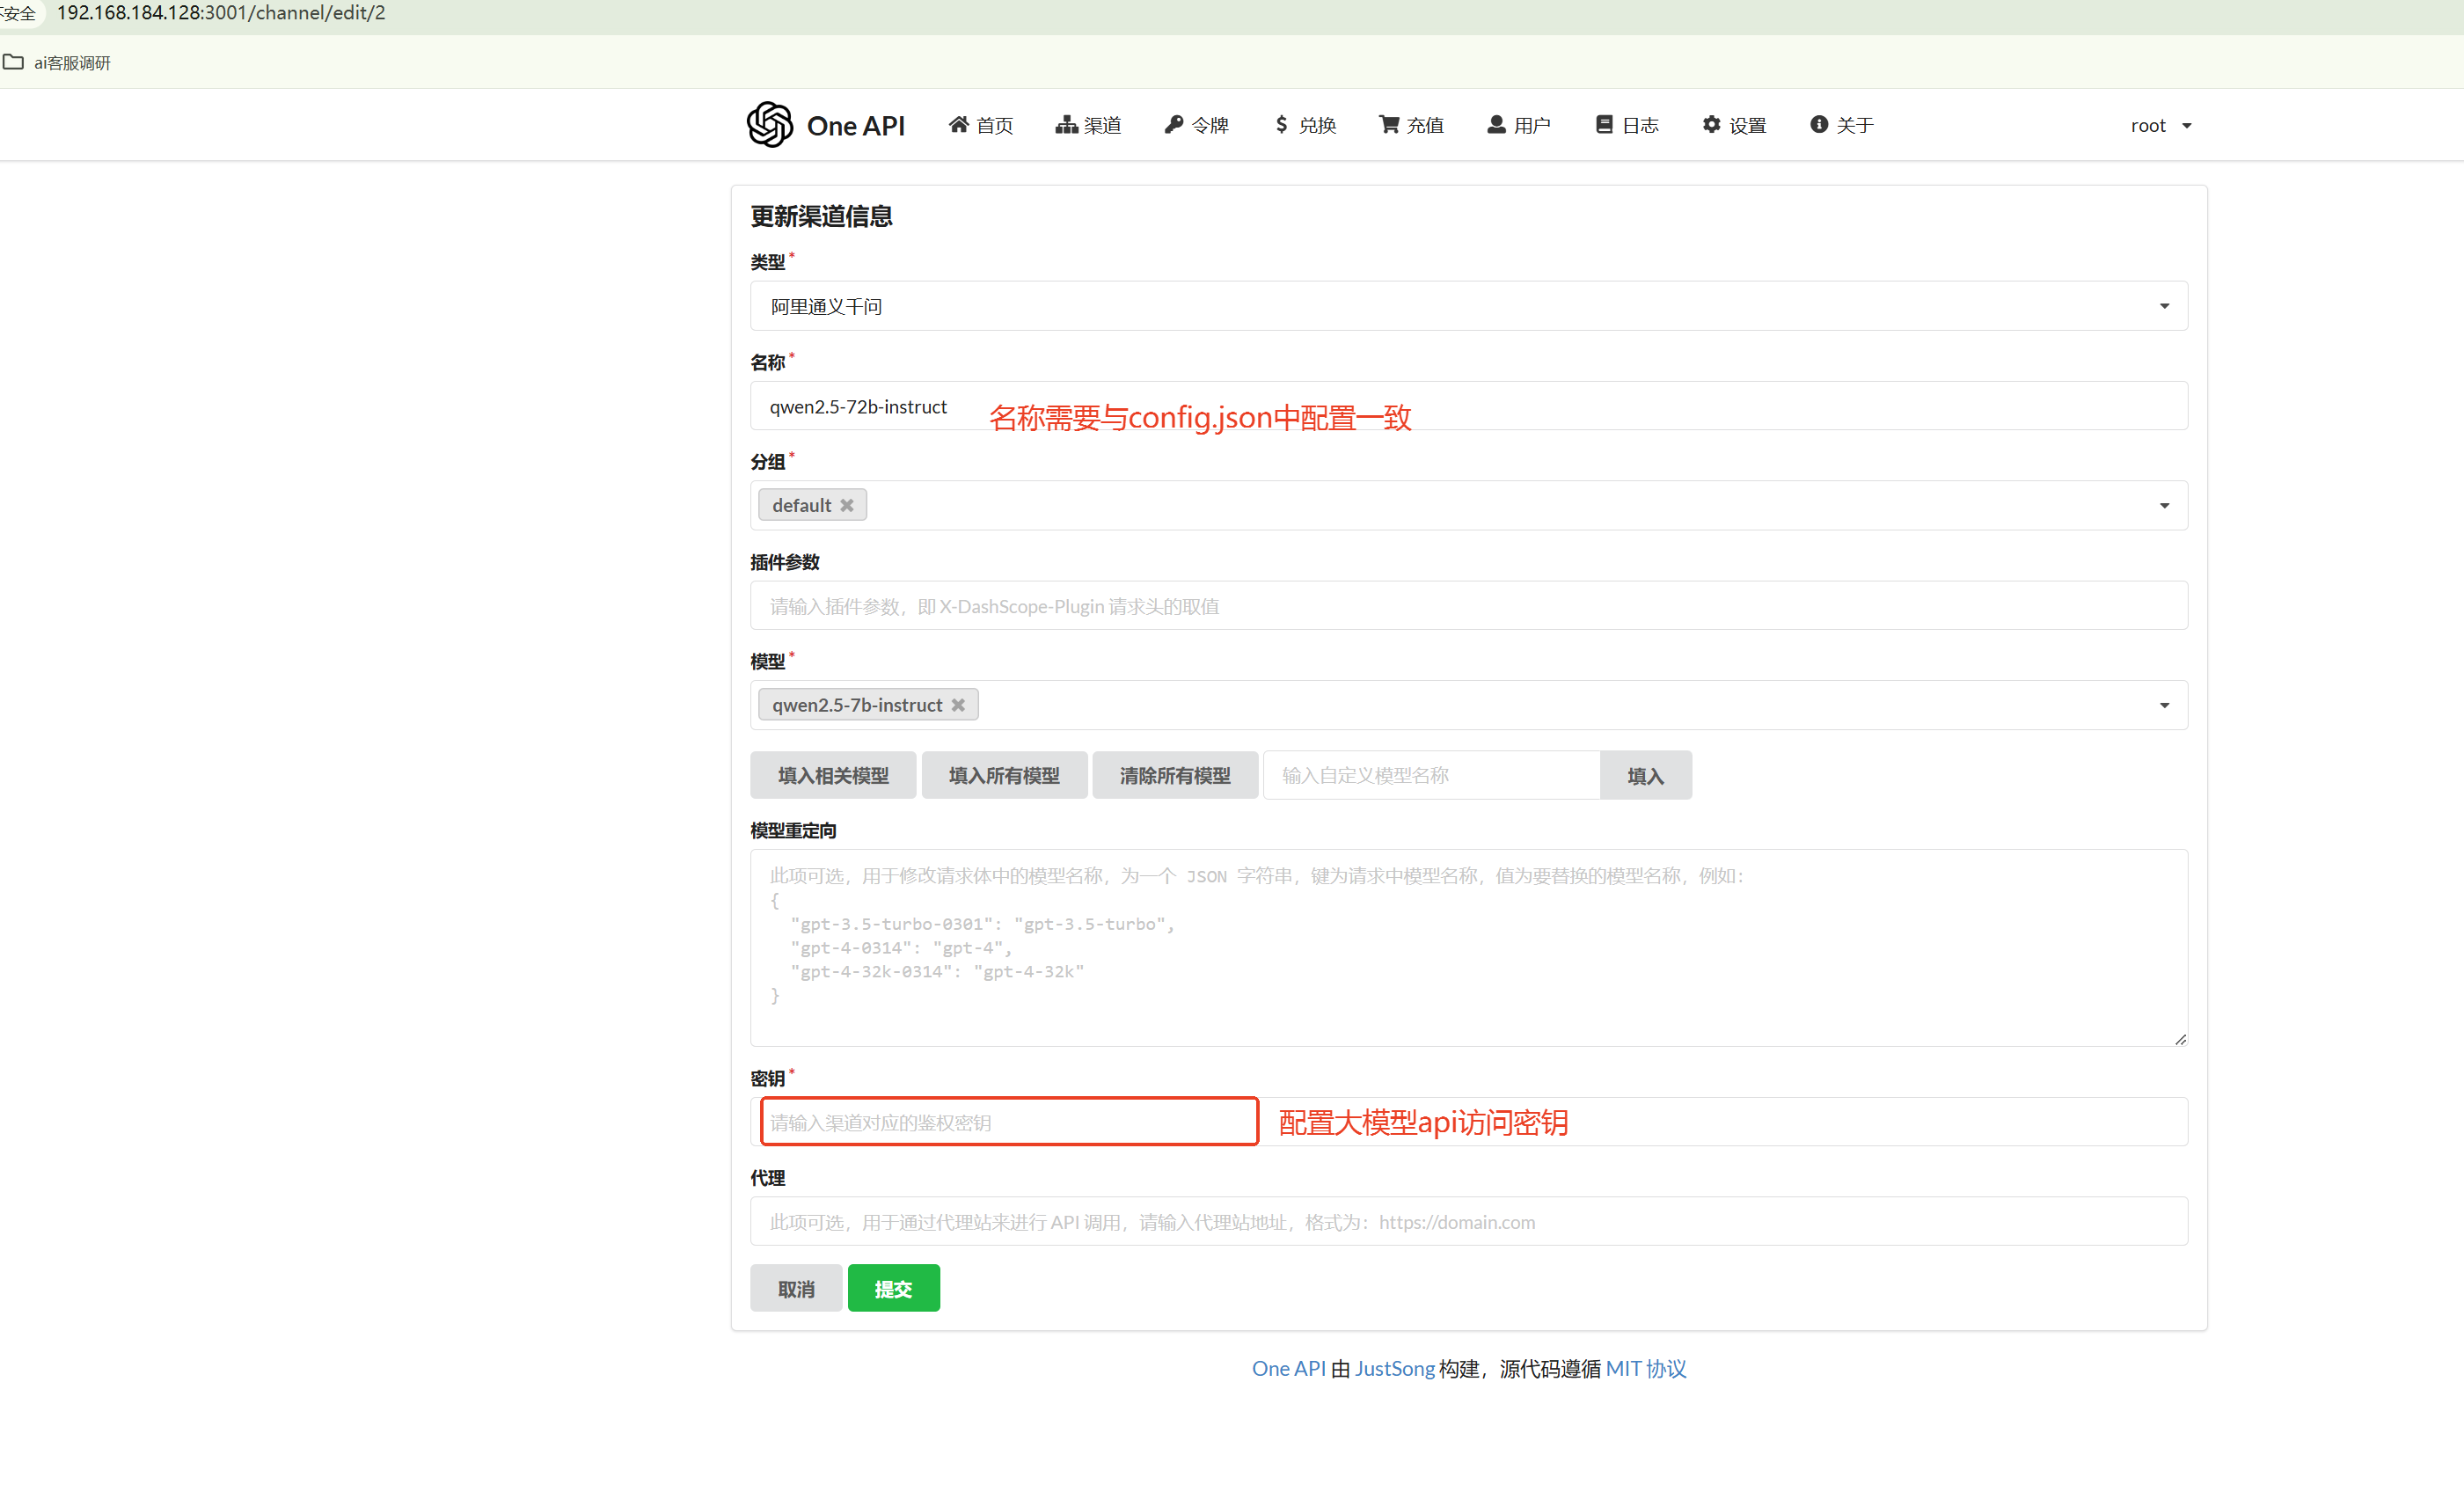 不安全 192.168.184.128:3001/channel/edit/2
ai客服调研
One API 首页 渠道 令牌 兑换 充值 用户 日志 设置 关于 root
更新渠道信息
类型*
阿里通义千问
名称*
qwen2.5-72b-instruct
名称需要与config.json中配置一致
分组*
default
插件参数
请输入插件参数，即 X-DashScope-Plugin 请求头的取值
模型*
qwen2.5-7b-instruct
填入相关模型 填入所有模型 清除所有模型 输入自定义模型名称 填入
模型重定向
此项可选，用于修改请求体中的模型名称，为一个 JSON 字符串，键为请求中模型名称，值为要替换的模型名称，例如：
{
"gpt-3.5-turbo-0301": "gpt-3.5-turbo",
"gpt-4-0314": "gpt-4",
"gpt-4-32k-0314": "gpt-4-32k"
}
密钥*
请输入渠道对应的鉴权密钥 配置大模型api访问密钥
代理
此项可选，用于通过代理站来进行 API 调用，请输入代理站地址，格式为：https://domain.com
取消 提交
One API 由 JustSong 构建，源代码遵循 MIT 协议